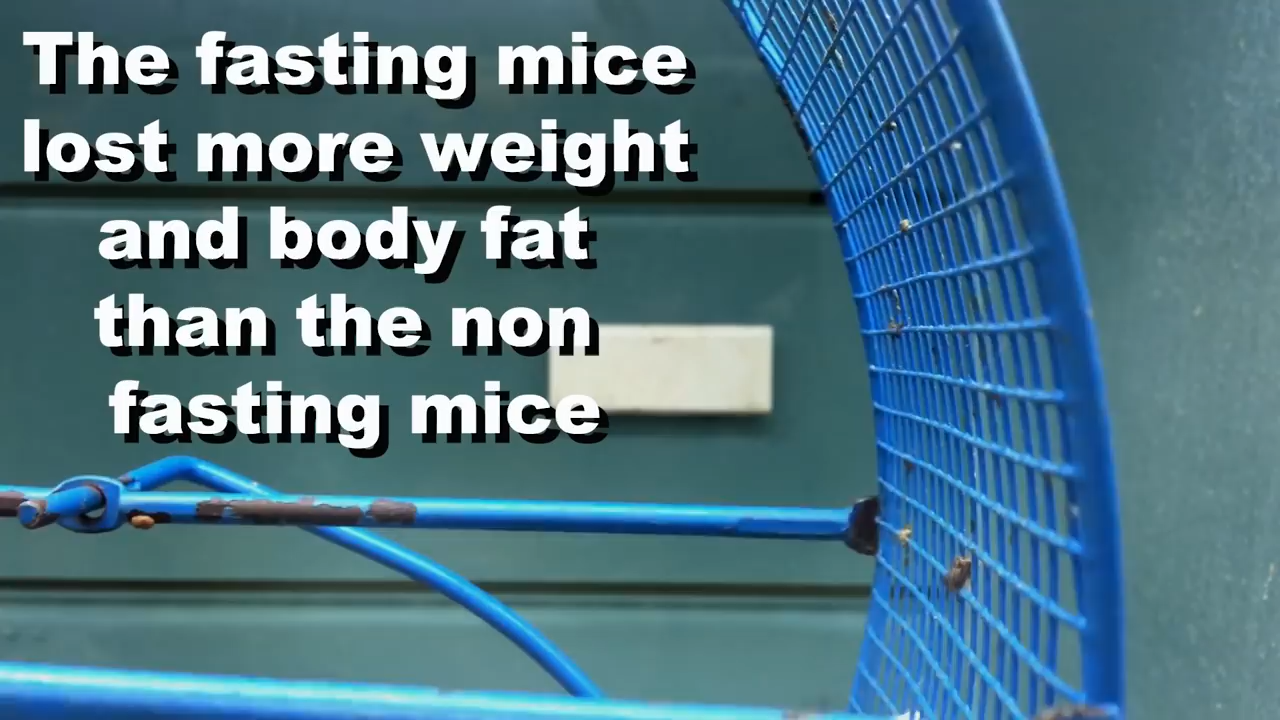 The fasting mice
lost more weight
and body fat
than the non
fasting mice